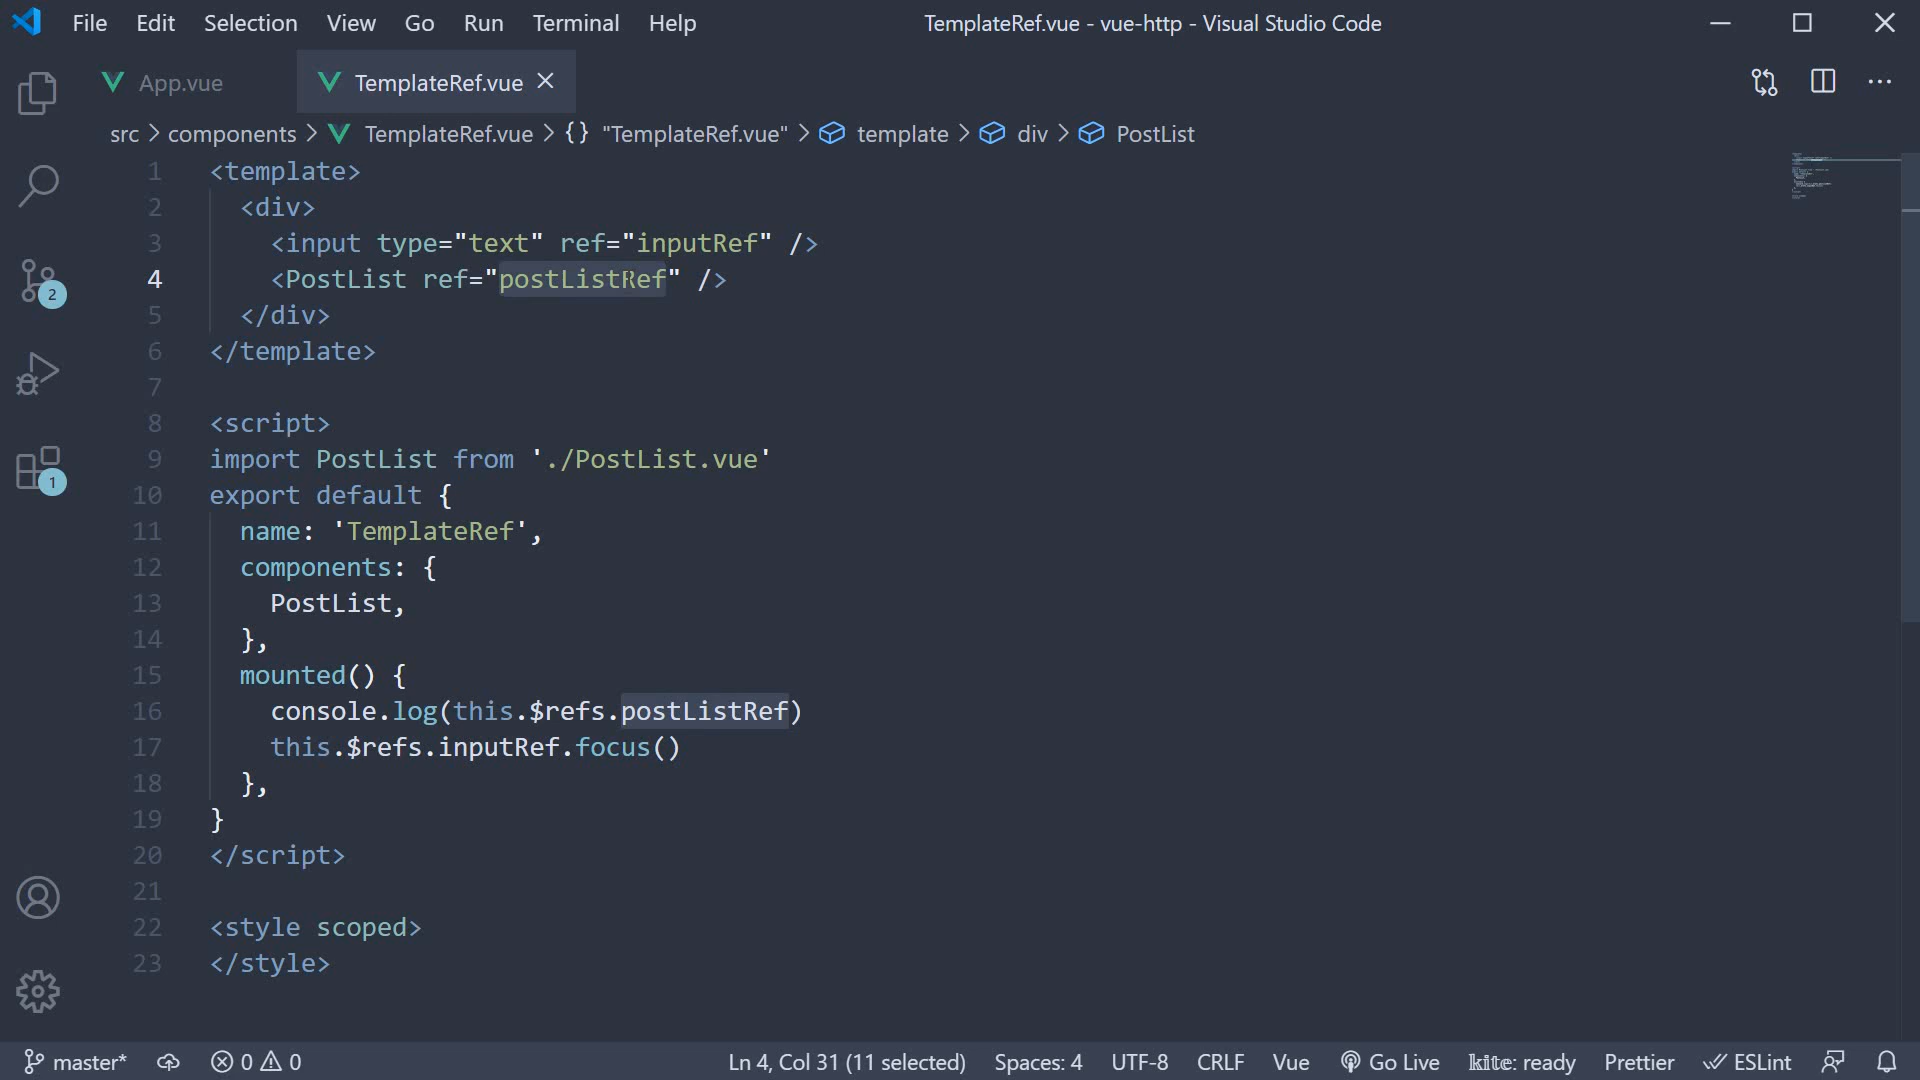 File Edit Selection View Go Run Terminal Help TemplateRef.vue - vue-http - Visual Studio Code
App.vue TemplateRef.vue
src > components > TemplateRef.vue > {} "TemplateRef.vue" > template > div > PostList
1 <template>
2 <div>
3 <input type="text" ref="inputRef" />
4 <PostList ref="postListRef" />
5 </div>
6 </template>
7
8 <script>
9 import PostList from './PostList.vue'
10 export default {
11 name: 'TemplateRef',
12 components: {
13 PostList,
14 },
15 mounted() {
16 console.log(this.$refs.postListRef)
17 this.$refs.inputRef.focus()
18 },
19 }
20 </script>
21
22 <style scoped>
23 </style>
2
1
master* 0 0 Ln 4, Col 31 (11 selected) Spaces: 4 UTF-8 CRLF Vue Go Live kite: ready Prettier ESLint